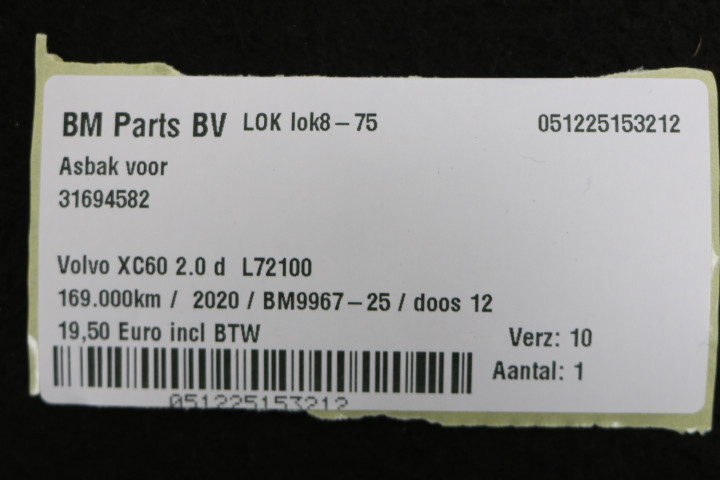 BM Parts BV LOK lok8-75 051225153212
Asbak voor
31694582
Volvo XC60 2.0 d L72100
169.000km / 2020 / BM9967-25 / doos 12
19,50 Euro incl BTW Verz: 10
Aantal: 1
051225153212